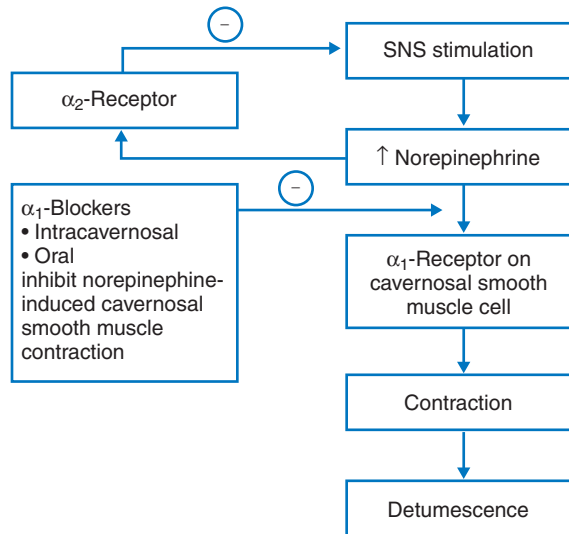 −
SNS stimulation
α₂-Receptor
↑ Norepinephrine
−
α₁-Blockers
• Intracavernosal
• Oral
inhibit norepinephine-
induced cavernosal
smooth muscle
contraction
α₁-Receptor on
cavernosal smooth
muscle cell
Contraction
Detumescence